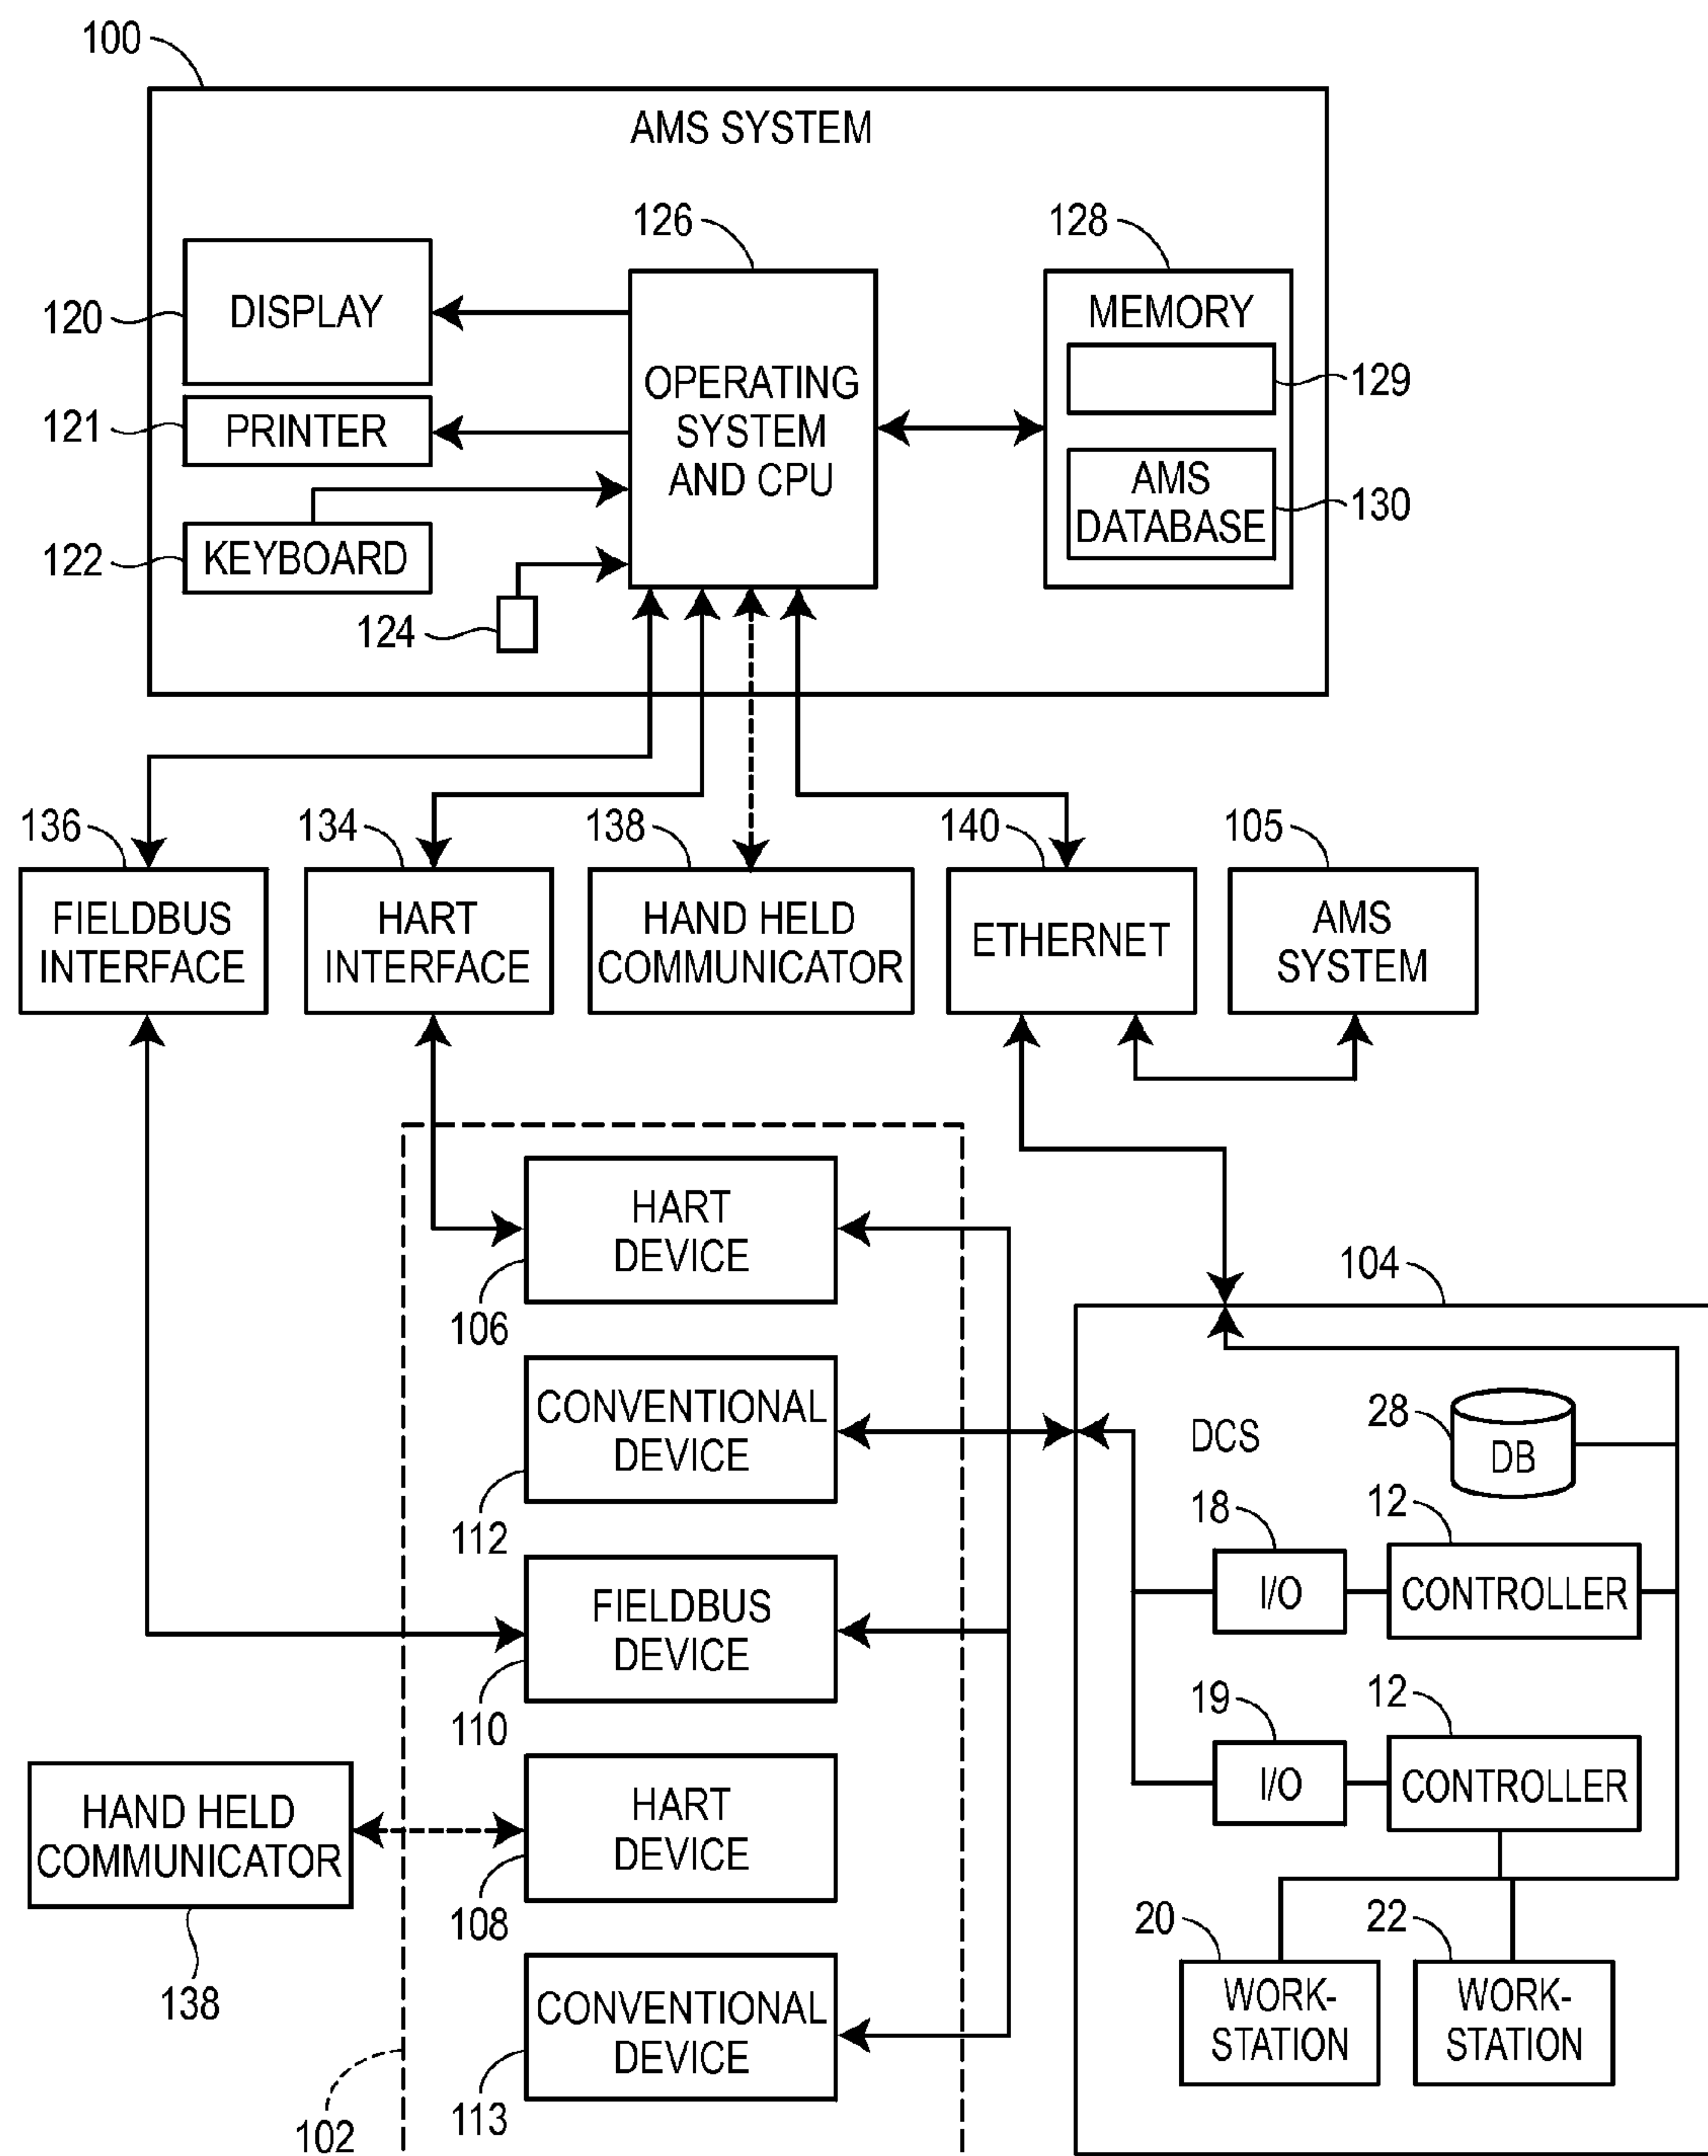 100
AMS SYSTEM
126
128
120
DISPLAY
MEMORY
129
OPERATING
SYSTEM
AND CPU
121
PRINTER
AMS
DATABASE
130
122
KEYBOARD
124
136
134
138
140
105
FIELDBUS
INTERFACE
HART
INTERFACE
HAND HELD
COMMUNICATOR
ETHERNET
AMS
SYSTEM
HART
DEVICE
106
104
CONVENTIONAL
DEVICE
112
DCS
28
DB
18
12
I/O
CONTROLLER
FIELDBUS
DEVICE
110
19
12
I/O
CONTROLLER
HAND HELD
COMMUNICATOR
138
HART
DEVICE
108
20
22
WORK-
STATION
WORK-
STATION
CONVENTIONAL
DEVICE
113
102